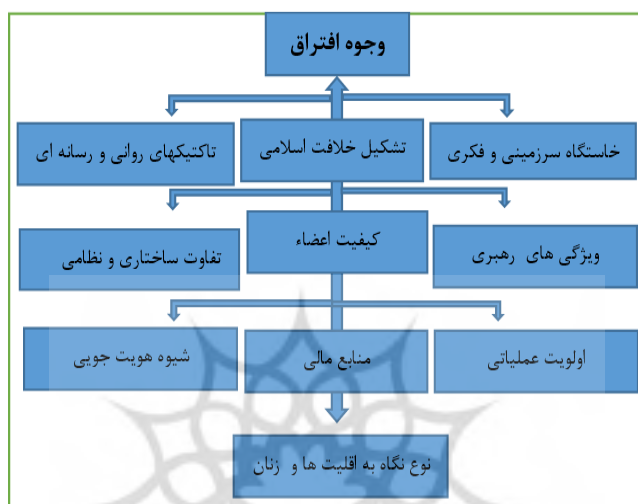 وجوه افتراق
خاستگاه سرزمینی و فکری
تشکیل خلافت اسلامی
تاکتیکهای روانی و رسانه ای
ویژگی های رهبری
کیفیت اعضاء
تفاوت ساختاری و نظامی
اولویت عملیاتی
منابع مالی
شیوه هویت جویی
نوع نگاه به اقلیت ها و زنان